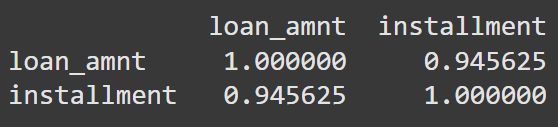 loan_amnt installment
loan_amnt 1.000000 0.945625
installment 0.945625 1.000000